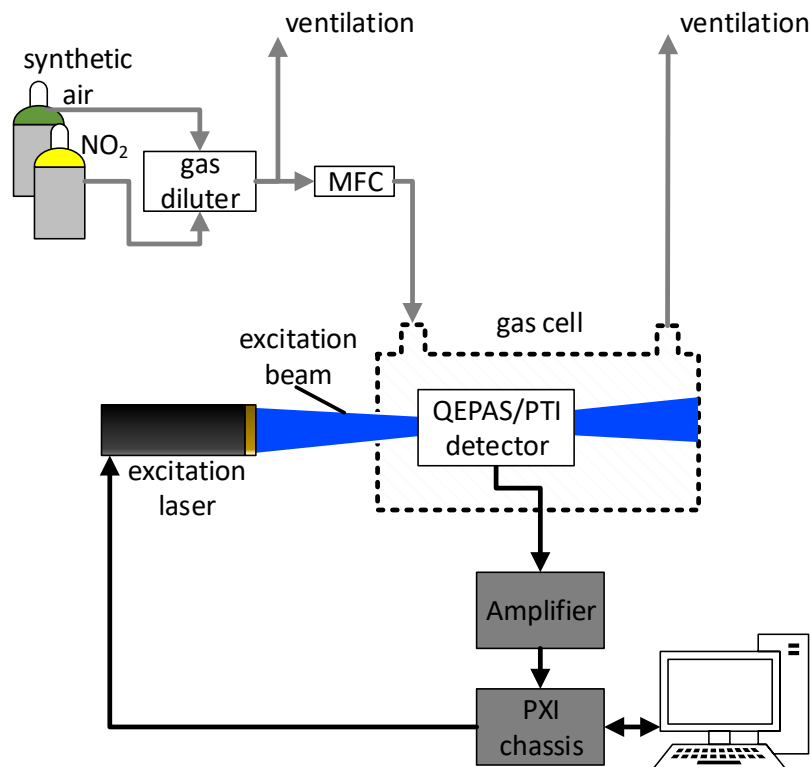 ventilation
ventilation
synthetic
air
NO₂
gas
diluter
MFC
gas cell
excitation
beam
QEPAS/PTI
detector
excitation
laser
Amplifier
PXI
chassis